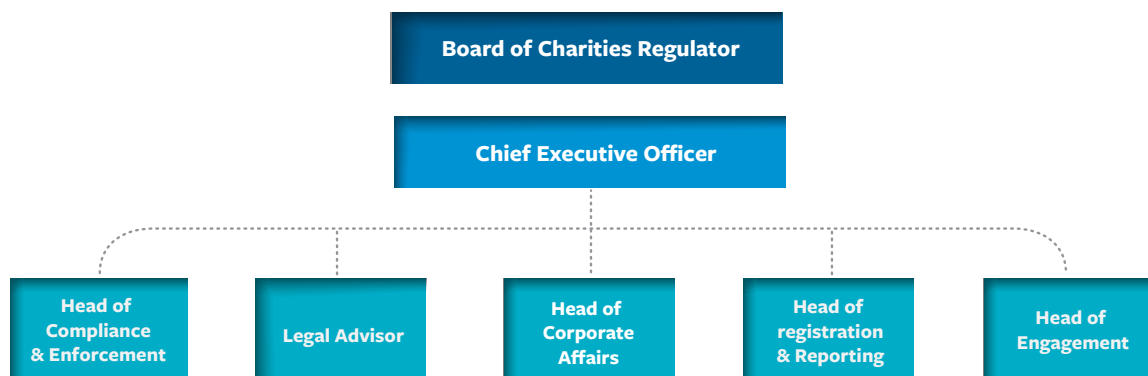 Board of Charities Regulator
Chief Executive Officer
Head of
Compliance
& Enforcement
Legal Advisor
Head of
Corporate
Affairs
Head of
registration
& Reporting
Head of
Engagement